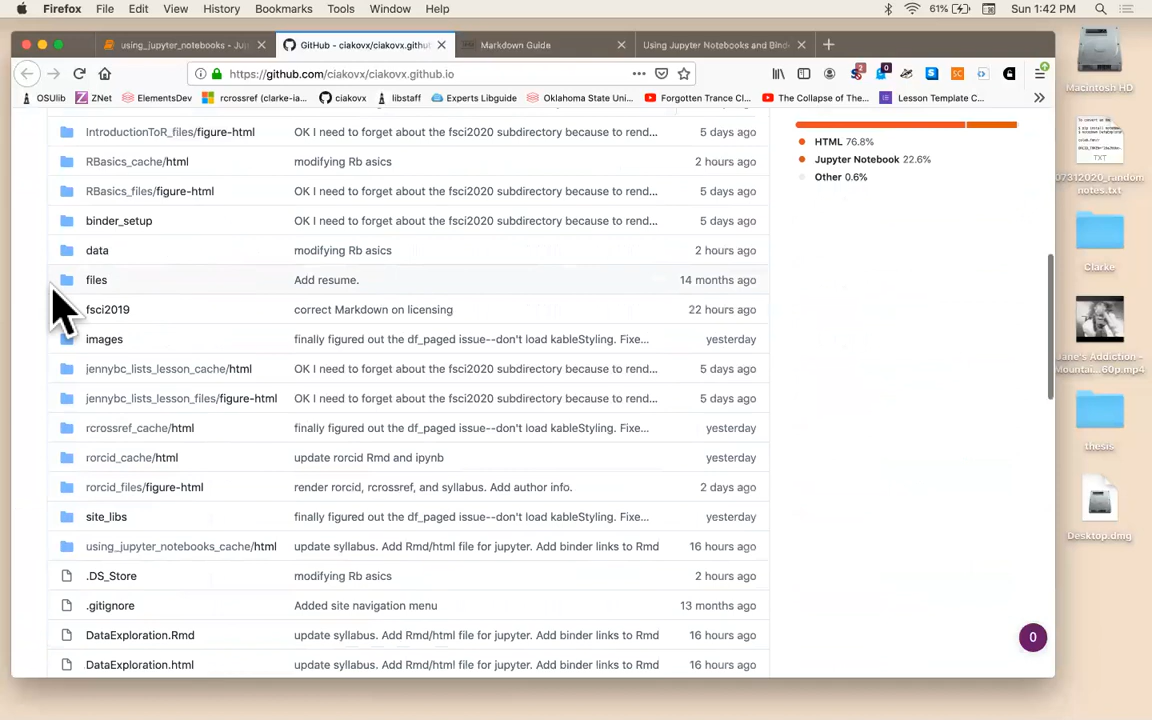 Firefox File Edit View History Bookmarks Tools Window Help 61% Sun 1:42 PM
using_jupyter_notebooks - Ju
GitHub - ciakovx/ciakovx.github
Markdown Guide
Using Jupyter Notebooks and Bind
https://github.com/ciakovx/ciakovx.github.io
2
0
OSUlib ZNet ElementsDev rcrossref (clarke-ia... ciakovx libstaff Experts Libguide Oklahoma State Uni... Forgotten Trance Cl... The Collapse of The... Lesson Template C...
IntroductionToR_files/figure-html OK I need to forget about the fsci2020 subdirectory because to rend... 5 days ago
RBasics_cache/html modifying Rb asics 2 hours ago
RBasics_files/figure-html OK I need to forget about the fsci2020 subdirectory because to rend... 5 days ago
binder_setup OK I need to forget about the fsci2020 subdirectory because to rend... 5 days ago
data modifying Rb asics 2 hours ago
files Add resume. 14 months ago
fsci2019 correct Markdown on licensing 22 hours ago
images finally figured out the df_paged issue--don't load kableStyling. Fixe... yesterday
jennybc_lists_lesson_cache/html OK I need to forget about the fsci2020 subdirectory because to rend... 5 days ago
jennybc_lists_lesson_files/figure-html OK I need to forget about the fsci2020 subdirectory because to rend... 5 days ago
rcrossref_cache/html finally figured out the df_paged issue--don't load kableStyling. Fixe... yesterday
rorcid_cache/html update rorcid Rmd and ipynb yesterday
rorcid_files/figure-html render rorcid, rcrossref, and syllabus. Add author info. 2 days ago
site_libs finally figured out the df_paged issue--don't load kableStyling. Fixe... yesterday
using_jupyter_notebooks_cache/html update syllabus. Add Rmd/html file for jupyter. Add binder links to Rmd 16 hours ago
.DS_Store modifying Rb asics 2 hours ago
.gitignore Added site navigation menu 13 months ago
DataExploration.Rmd update syllabus. Add Rmd/html file for jupyter. Add binder links to Rmd 16 hours ago
DataExploration.html update syllabus. Add Rmd/html file for jupyter. Add binder links to Rmd 16 hours ago
HTML 76.8%
Jupyter Notebook 22.6%
Other 0.6%
0
Macintosh HD
TXT
07312020_random
notes.txt
Clarke
Jane's Addiction -
Mountai...60p.mp4
thesis
Desktop.dmg